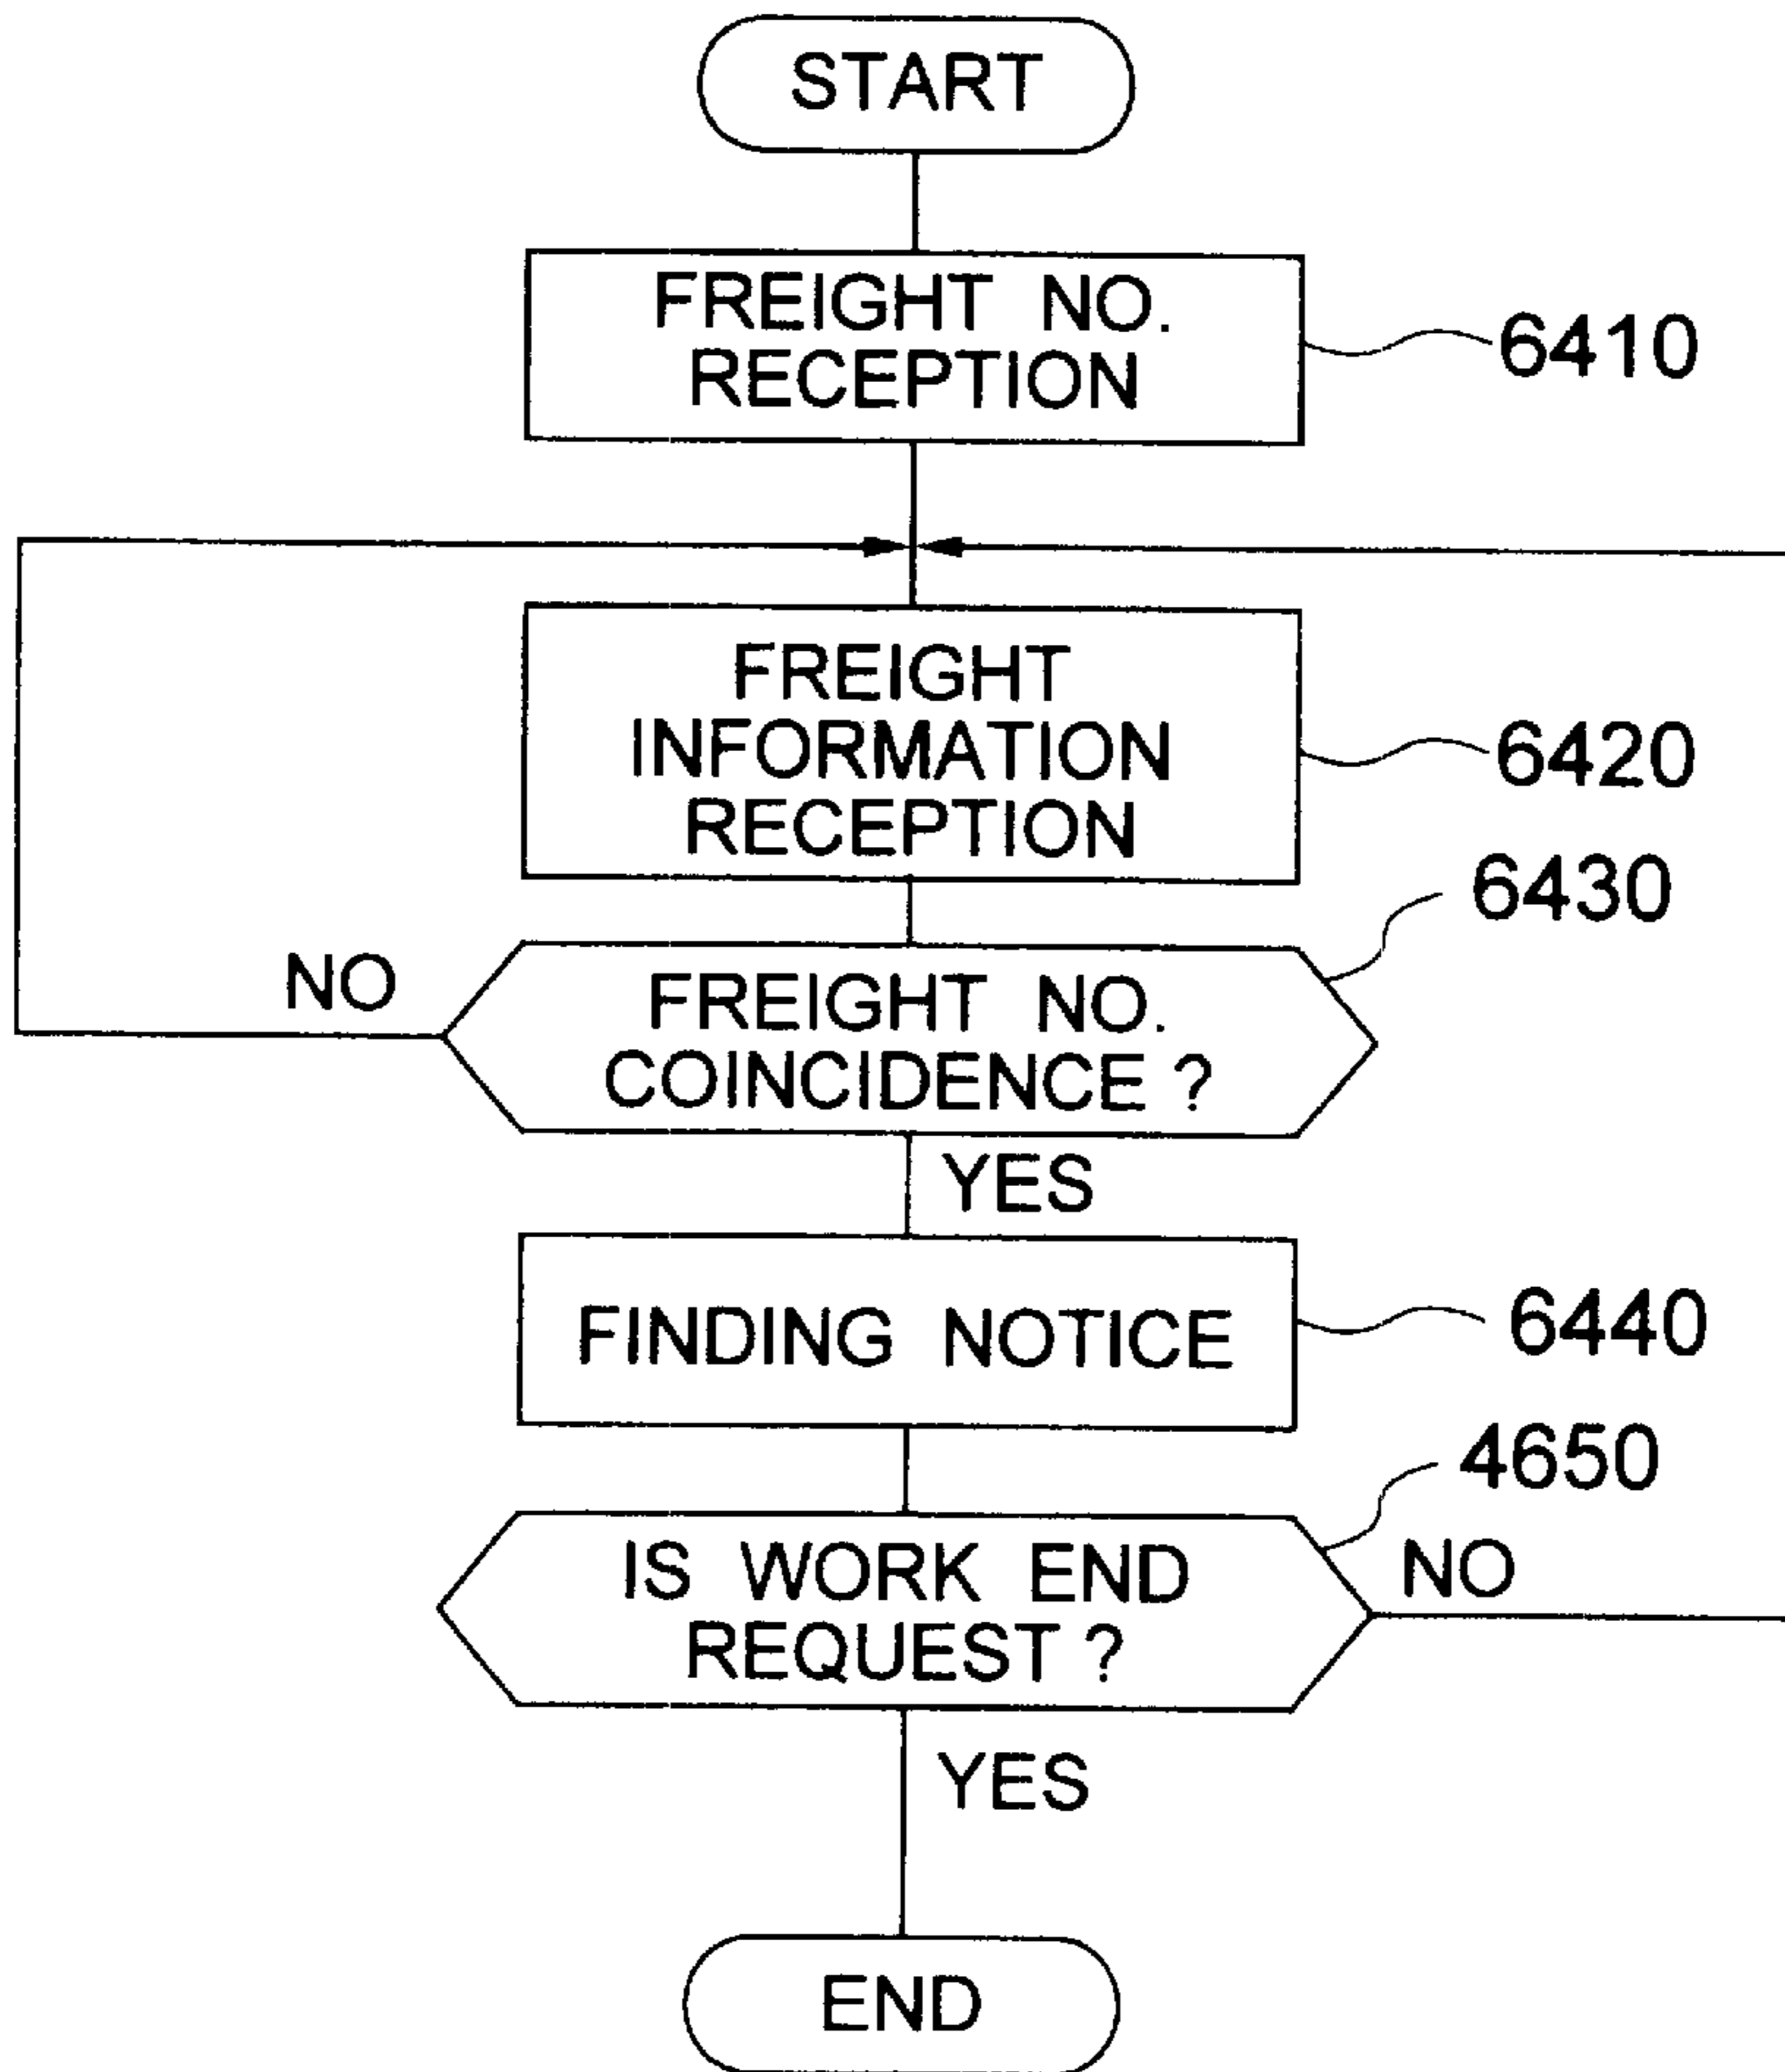 START
FREIGHT NO.
RECEPTION
6410
FREIGHT
INFORMATION
RECEPTION
6420
6430
NO
FREIGHT NO.
COINCIDENCE ?
YES
FINDING NOTICE
6440
4650
IS WORK END
REQUEST ?
NO
YES
END